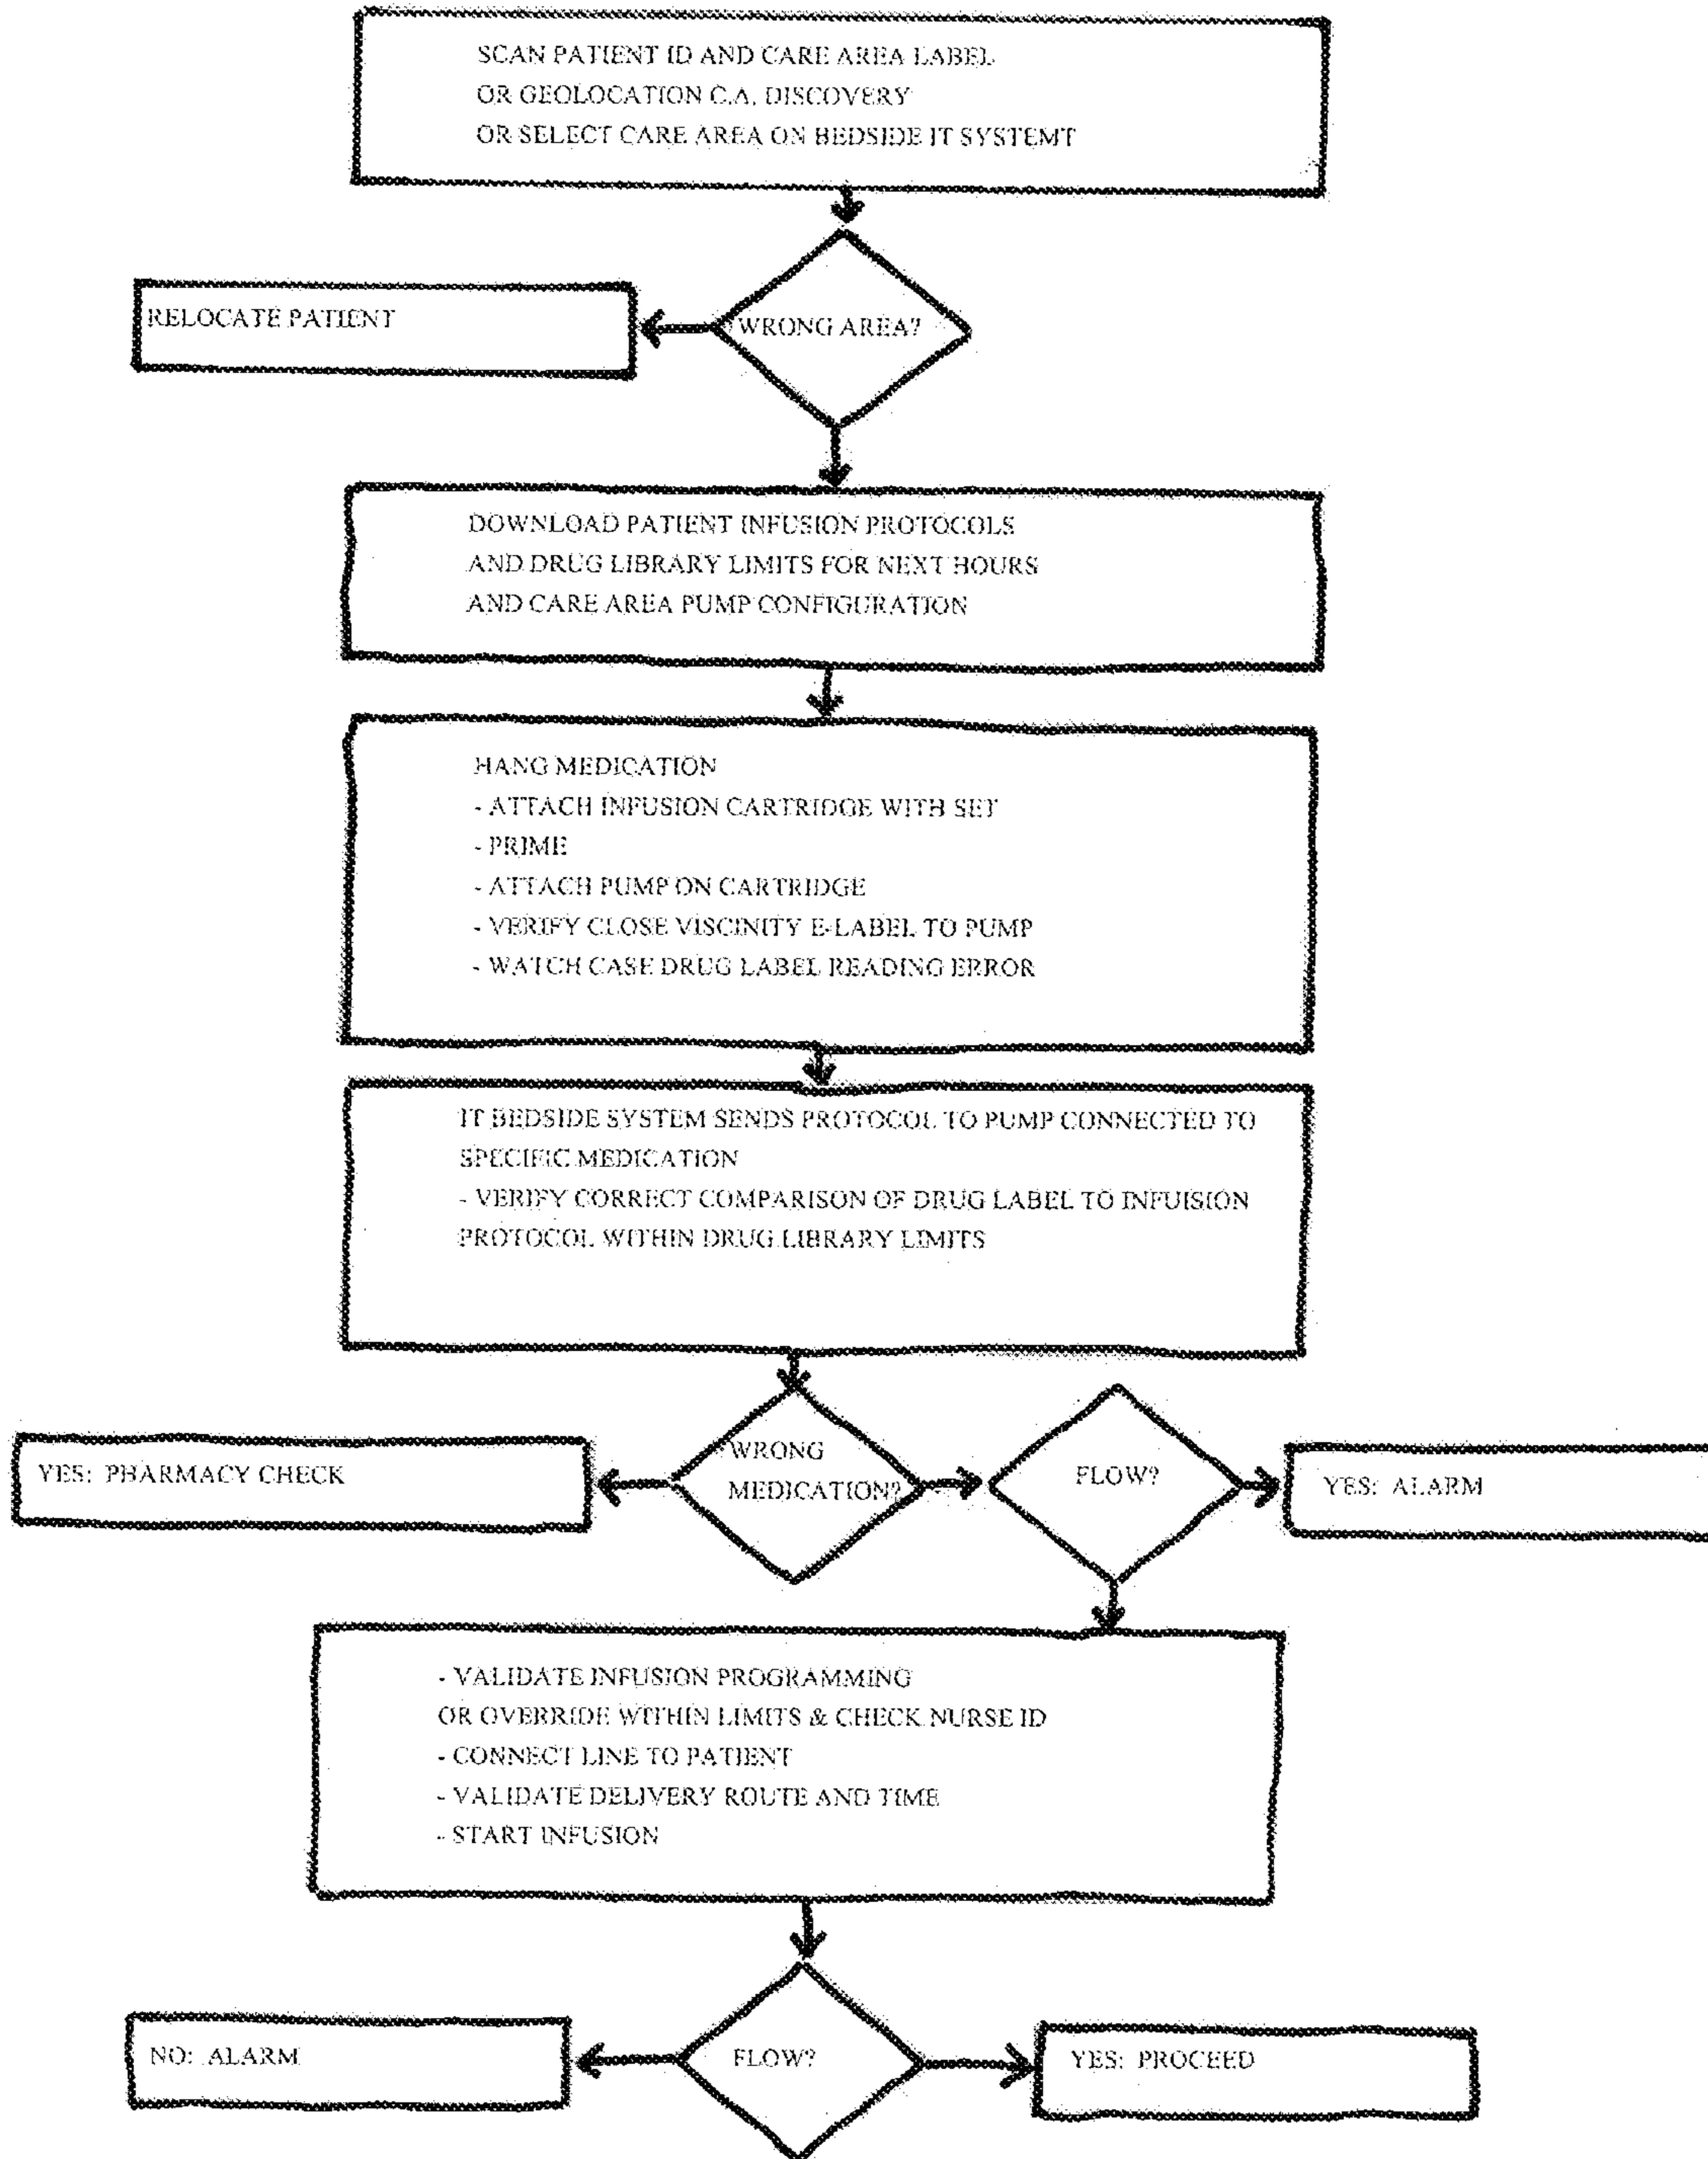 SCAN PATIENT ID AND CARE AREA LABEL
OR GEOLOCATION C.A. DISCOVERY
OR SELECT CARE AREA ON BEDSIDE IT SYSTEMT
RELOCATE PATIENT
WRONG AREA?
DOWNLOAD PATIENT INFUSION PROTOCOLS
AND DRUG LIBRARY LIMITS FOR NEXT HOURS
AND CARE AREA PUMP CONFIGURATION
HANG MEDICATION
- ATTACH INFUSION CARTRIDGE WITH SET
- PRIME
- ATTACH PUMP ON CARTRIDGE
- VERIFY CLOSE VISCINITY E-LABEL TO PUMP
- WATCH CASE DRUG LABEL READING ERROR
IT BEDSIDE SYSTEM SENDS PROTOCOL TO PUMP CONNECTED TO
SPECIFIC MEDICATION
- VERIFY CORRECT COMPARISON OF DRUG LABEL TO INFUISION
PROTOCOL WITHIN DRUG LIBRARY LIMITS
YES: PHARMACY CHECK
WRONG
MEDICATION?
FLOW?
YES: ALARM
- VALIDATE INFUSION PROGRAMMING
OR OVERRIDE WITHIN LIMITS & CHECK NURSE ID
- CONNECT LINE TO PATIENT
- VALIDATE DELIVERY ROUTE AND TIME
- START INFUSION
NO: ALARM
FLOW?
YES: PROCEED